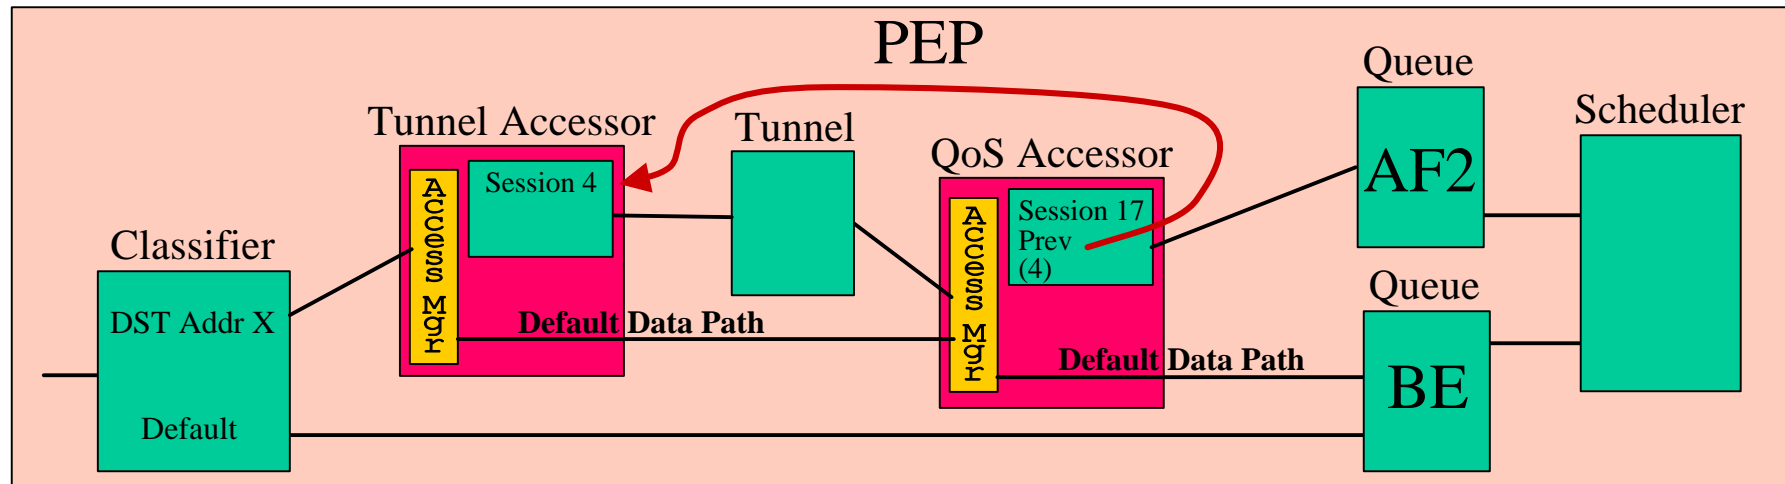 PEP
Queue
Scheduler
Tunnel Accessor
Tunnel
QoS Accessor
Access Mgr
Session 4
AF2
Access Mgr
Session 17
Prev
(4)
Classifier
Queue
DST Addr X
Default Data Path
Default Data Path
BE
Default